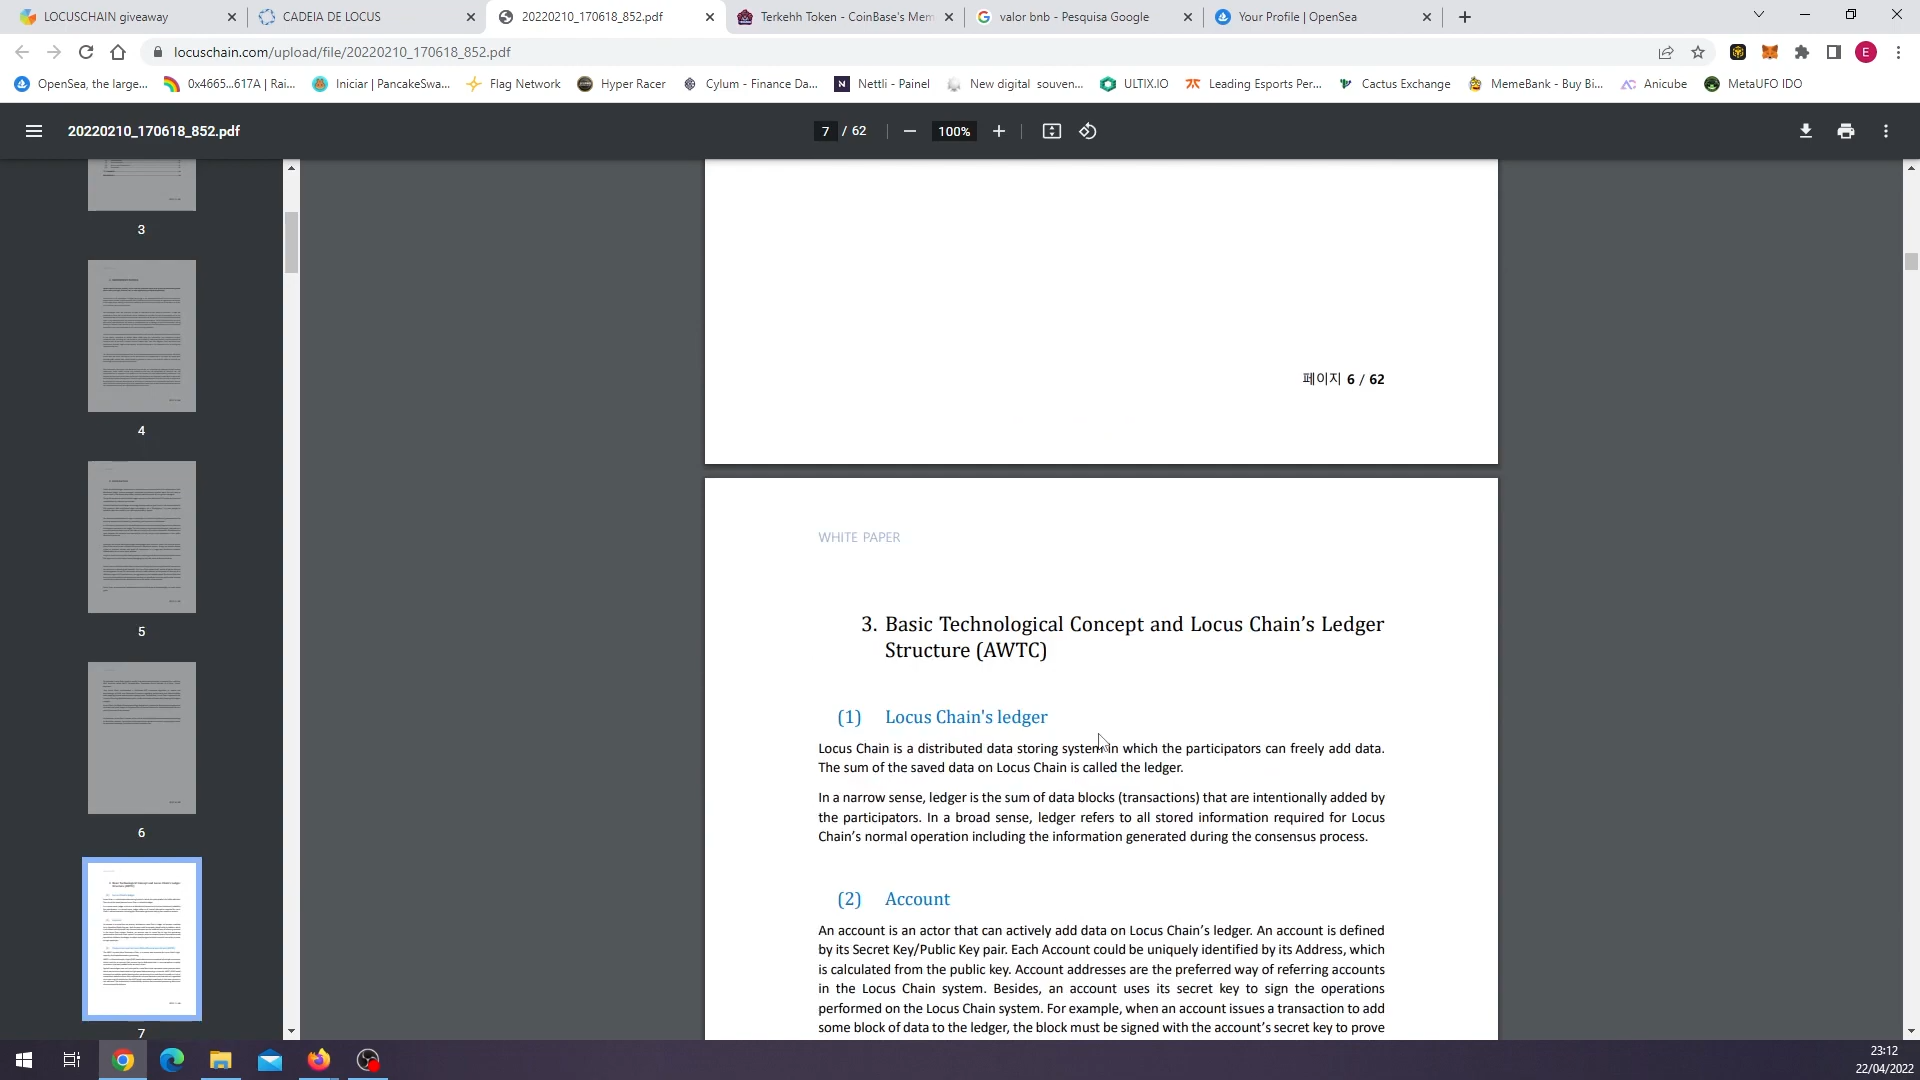 LOCUSCHAIN giveaway
CADEIA DE LOCUS
20220210_170618_852.pdf
Terkehh Token - CoinBase's Mem
valor bnb - Pesquisa Google
Your Profile | OpenSea
locuschain.com/upload/file/20220210_170618_852.pdf
E
OpenSea, the large...
0x4665...617A | Rai...
Iniciar | PancakeSwa...
Flag Network
Hyper Racer
Cylum - Finance Da...
Nettli - Painel
New digital souven...
ULTIX.IO
Leading Esports Per...
Cactus Exchange
MemeBank - Buy Bi...
Anicube
MetaUFO IDO
20220210_170618_852.pdf
7 / 62
100%
3
4
5
6
7
페이지 6 / 62
WHITE PAPER
3. Basic Technological Concept and Locus Chain's Ledger
Structure (AWTC)
(1) Locus Chain's ledger
Locus Chain is a distributed data storing system in which the participators can freely add data.
The sum of the saved data on Locus Chain is called the ledger.
In a narrow sense, ledger is the sum of data blocks (transactions) that are intentionally added by
the participators. In a broad sense, ledger refers to all stored information required for Locus
Chain's normal operation including the information generated during the consensus process.
(2) Account
An account is an actor that can actively add data on Locus Chain's ledger. An account is defined
by its Secret Key/Public Key pair. Each Account could be uniquely identified by its Address, which
is calculated from the public key. Account addresses are the preferred way of referring accounts
in the Locus Chain system. Besides, an account uses its secret key to sign the operations
performed on the Locus Chain system. For example, when an account issues a transaction to add
some block of data to the ledger, the block must be signed with the account's secret key to prove
23:12
22/04/2022